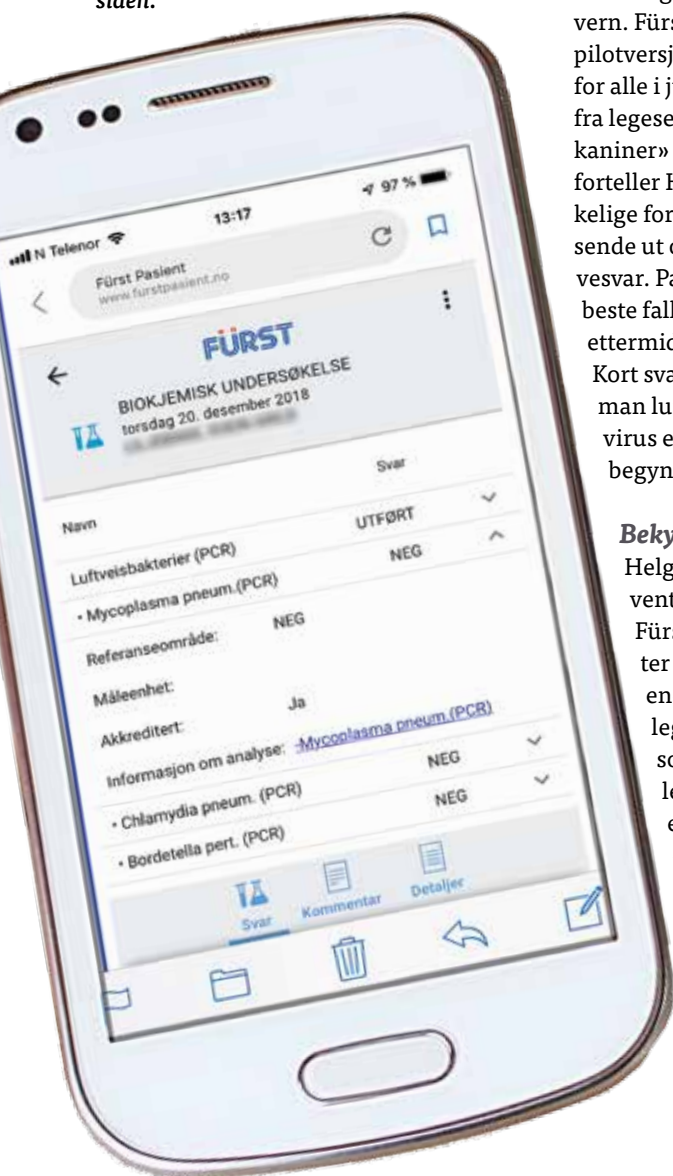 siden.
N Telenor
13:17
97 %
Fürst Pasient
www.furstpasient.no
FÜRST
BIOKJEMISK UNDERSØKELSE
torsdag 20. desember 2018
Navn
Svar
Luftveisbakterier (PCR)
UTFØRT
• Mycoplasma pneum.(PCR)
NEG
Referanseområde:
NEG
Måleenhet:
Akkreditert:
Ja
Informasjon om analyse: -Mycoplasma pneum.(PCR)
• Chlamydia pneum. (PCR)
NEG
• Bordetella pert. (PCR)
NEG
Svar
Kommentar
Detaljer
vern. Fürs
pilotversj
for alle i j
fra legese
kaniner»
forteller H
kelige for
sende ut o
vesvar. Pa
beste fall
ettermid
Kort sva
man lu
virus e
begyn
Beky
Helg
vent
Fürs
ter
en
leg
so
le
e